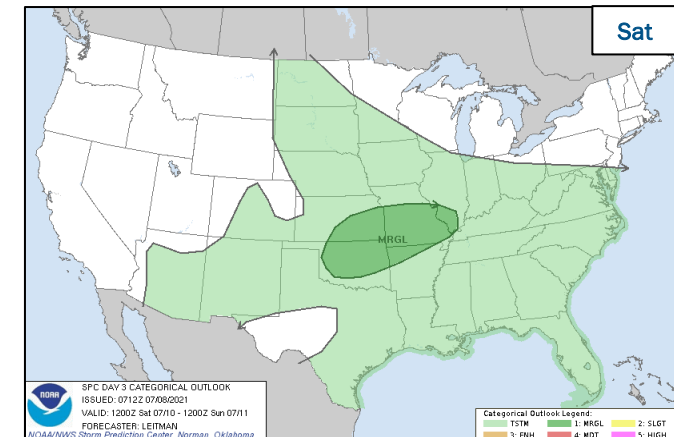 Sat
MRGL
NOAA
SPC DAY 3 CATEGORICAL OUTLOOK
ISSUED: 0712Z 07/08/2021
VALID: 1200Z Sat 07/10 - 1200Z Sun 07/11
FORECASTER: LEITMAN
NOAA/NWS Storm Prediction Center, Norman, Oklahoma
Categorical Outlook Legend:
TSTM 1: MRGL 2: SLGT
3: ENH 4: MDT 5: HIGH